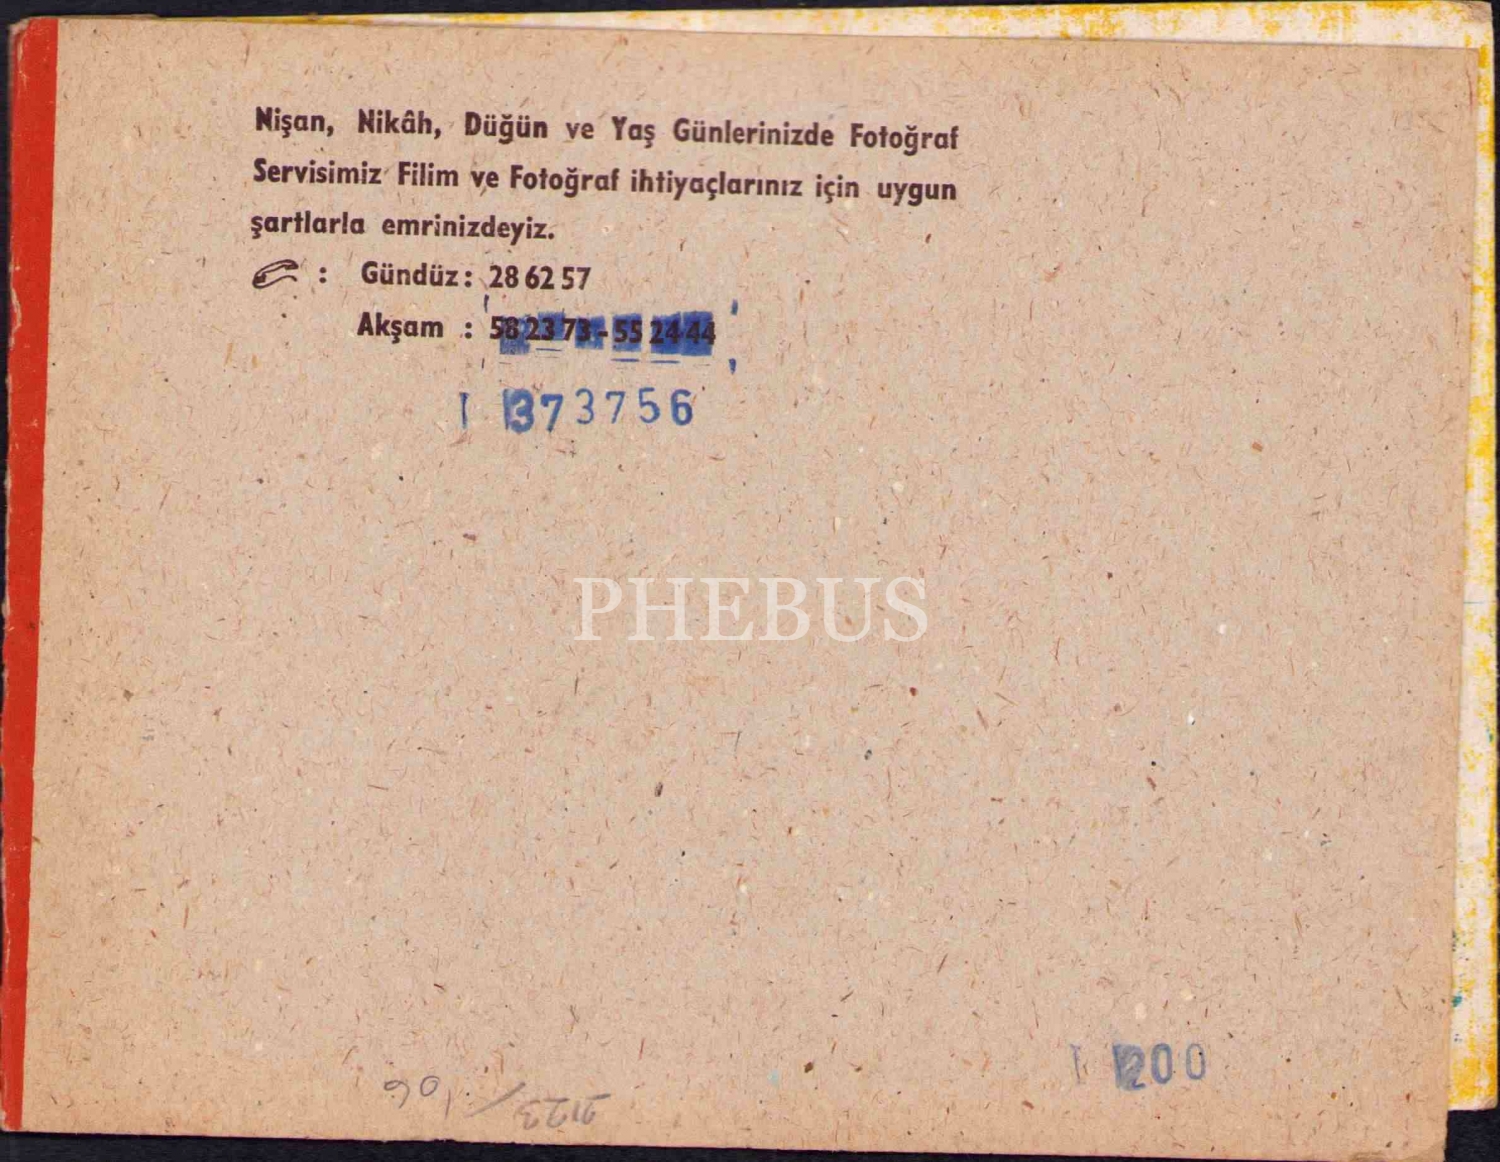 Nişan, Nikâh, Düğün ve Yaş Günlerinizde Fotoğraf
Servisimiz Filim ve Fotoğraf ihtiyaçlarınız için uygun
şartlarla emrinizdeyiz.
: Gündüz: 28 62 57
Akşam : 58 23 73 - 55 24 44
373756
PHEBUS
200